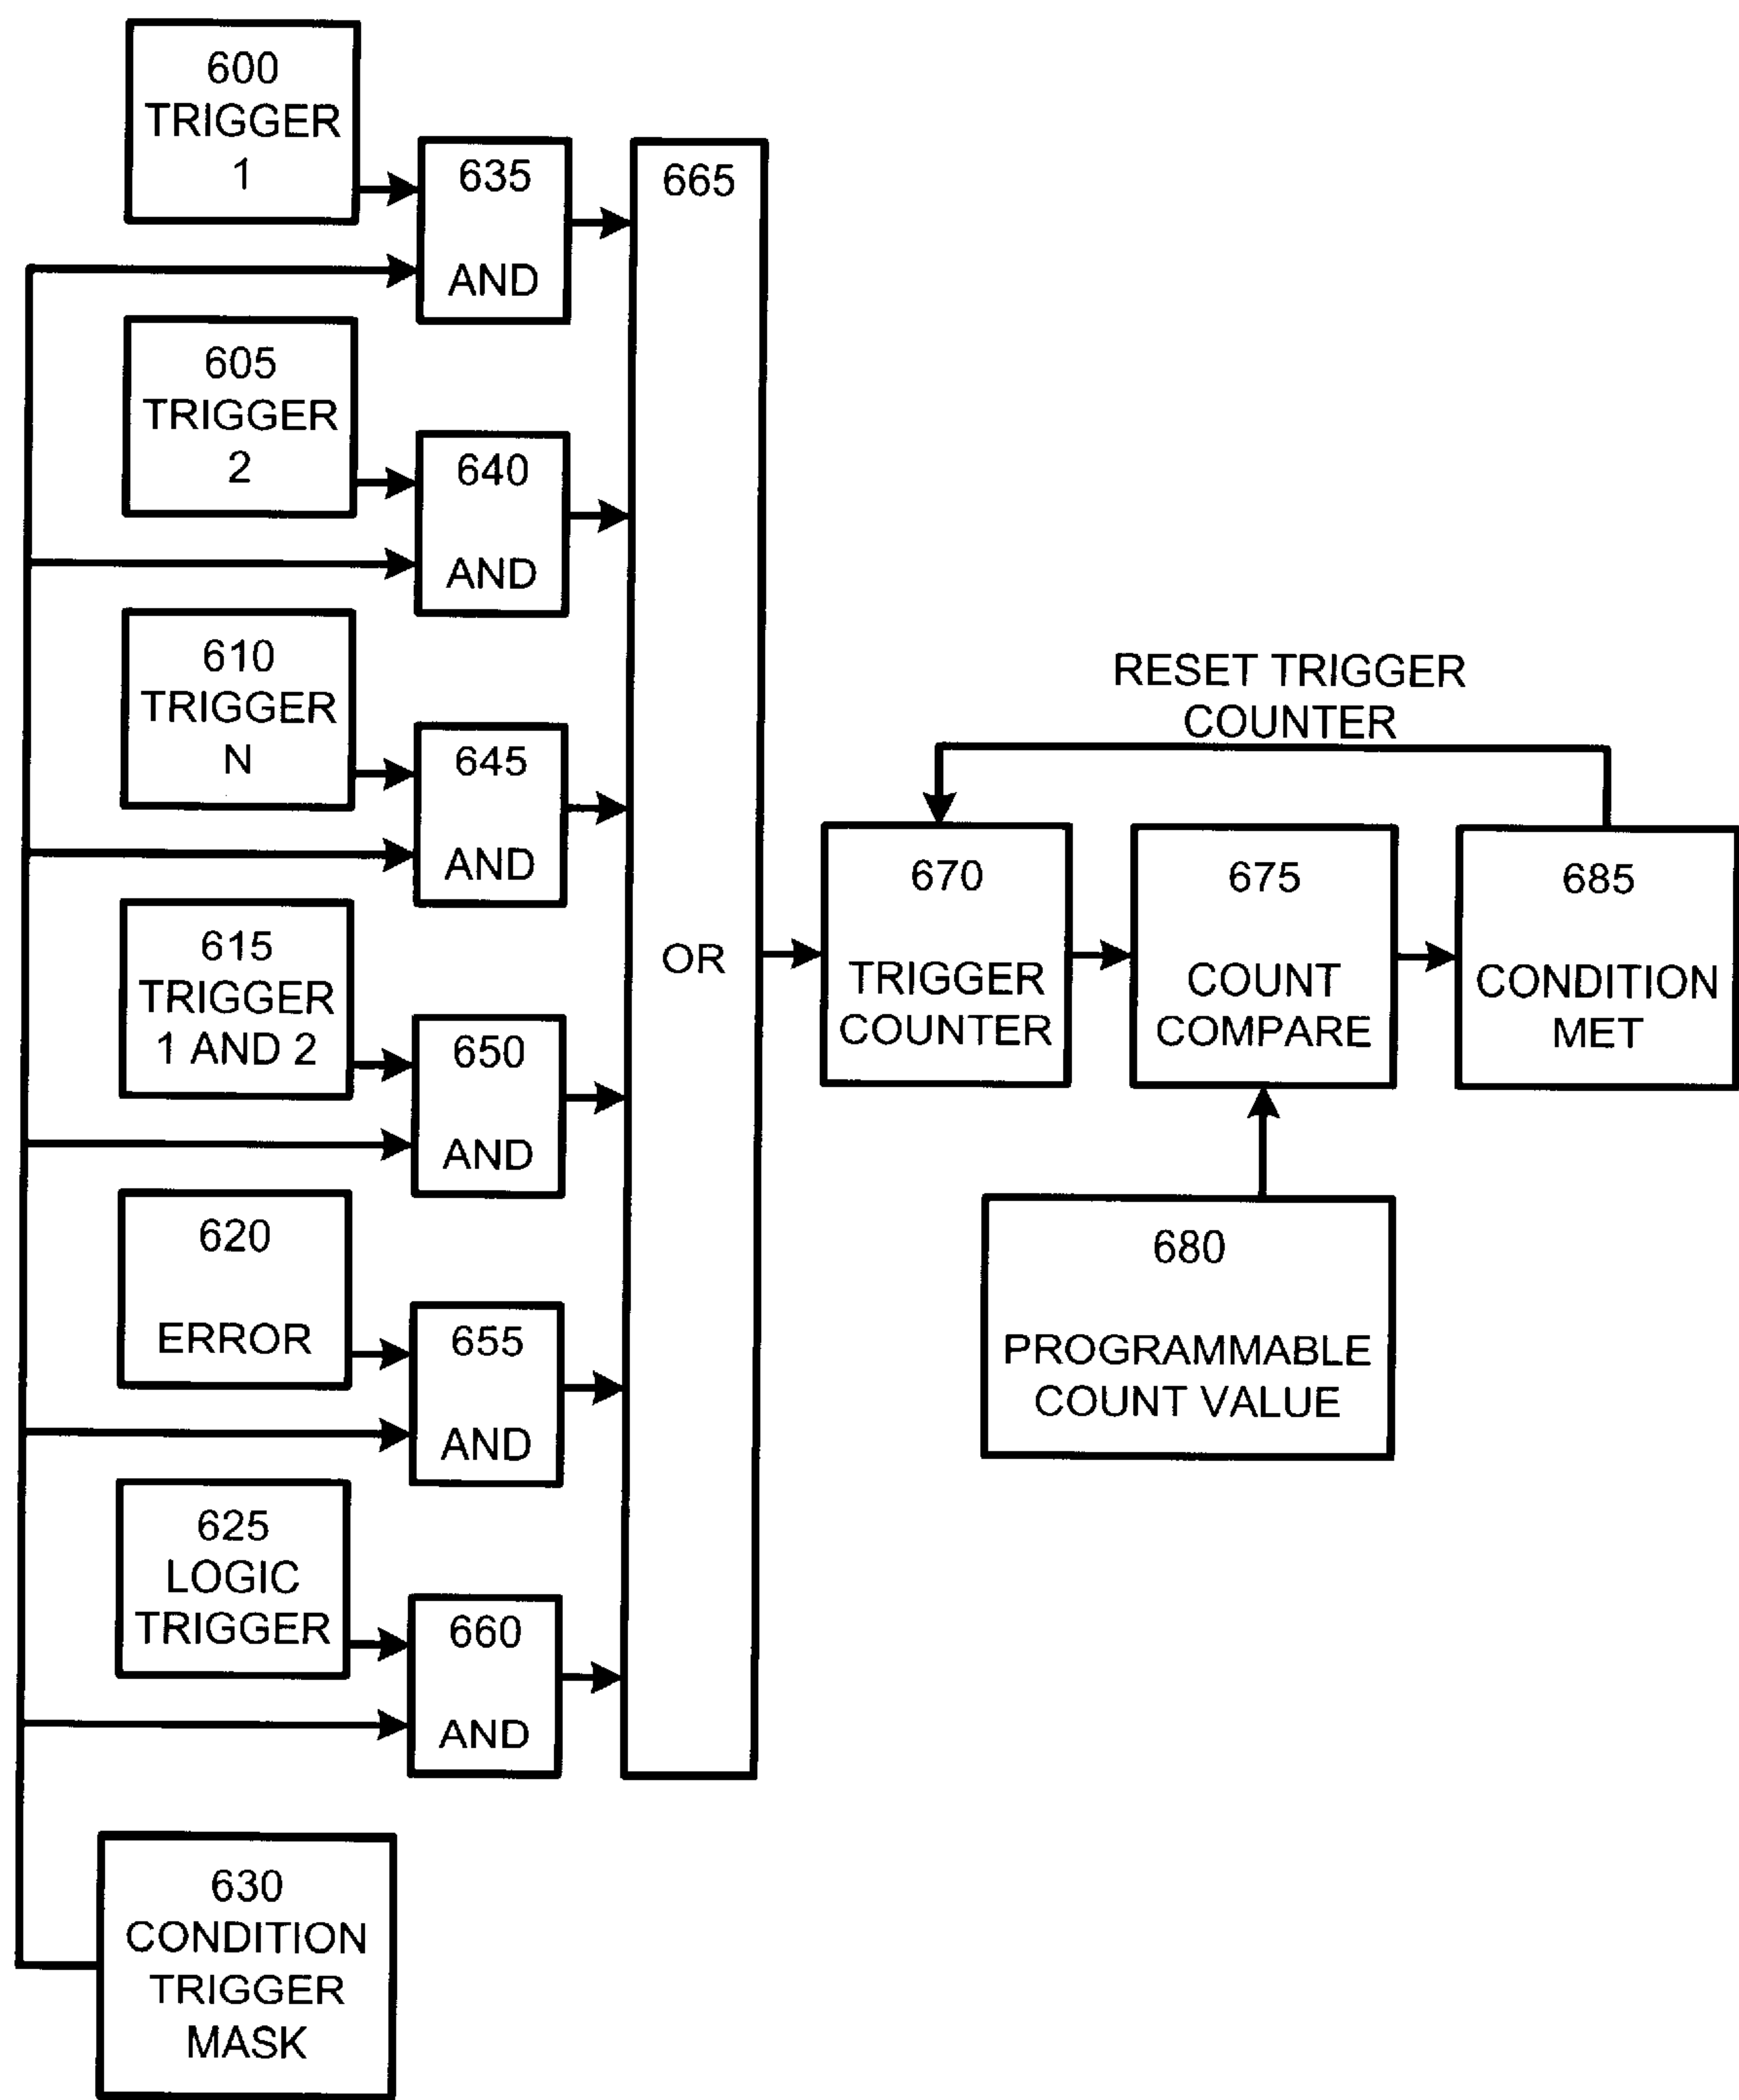 600
TRIGGER
1
635
AND
605
TRIGGER
2
640
AND
610
TRIGGER
N
645
AND
615
TRIGGER
1 AND 2
650
AND
620
ERROR
655
AND
625
LOGIC
TRIGGER
660
AND
630
CONDITION
TRIGGER
MASK
665
OR
RESET TRIGGER
COUNTER
670
TRIGGER
COUNTER
675
COUNT
COMPARE
685
CONDITION
MET
680
PROGRAMMABLE
COUNT VALUE